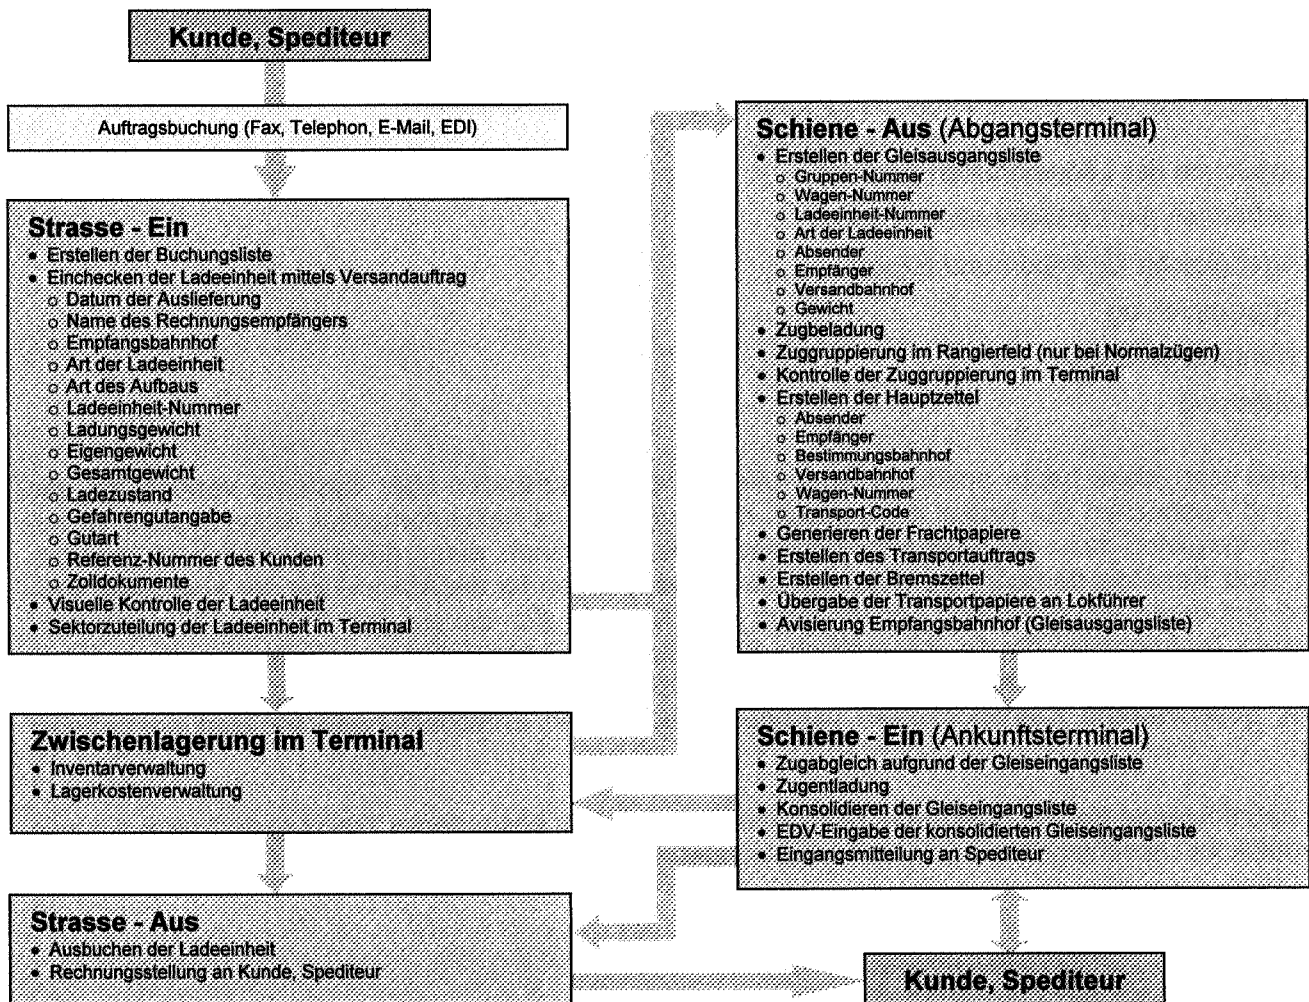 Kunde, Spediteur
Auftragsbuchung (Fax, Telephon, E-Mail, EDI)
Strasse - Ein
• Erstellen der Buchungsliste
• Einchecken der Ladeeinheit mittels Versandauftrag
o Datum der Auslieferung
o Name des Rechnungsempfängers
o Empfangsbahnhof
o Art der Ladeeinheit
o Art des Aufbaus
o Ladeeinheit-Nummer
o Ladungsgewicht
o Eigengewicht
o Gesamtgewicht
o Ladezustand
o Gefahrengutangabe
o Gutart
o Referenz-Nummer des Kunden
o Zolldokumente
• Visuelle Kontrolle der Ladeeinheit
• Sektorzuteilung der Ladeeinheit im Terminal
Zwischenlagerung im Terminal
• Inventarverwaltung
• Lagerkostenverwaltung
Strasse - Aus
• Ausbuchen der Ladeeinheit
• Rechnungsstellung an Kunde, Spediteur
Schiene - Aus (Abgangsterminal)
• Erstellen der Gleisausgangsliste
o Gruppen-Nummer
o Wagen-Nummer
o Ladeeinheit-Nummer
o Art der Ladeeinheit
o Absender
o Empfänger
o Versandbahnhof
o Gewicht
• Zugbeladung
• Zuggruppierung im Rangierfeld (nur bei Normalzügen)
• Kontrolle der Zuggruppierung im Terminal
• Erstellen der Hauptzettel
o Absender
o Empfänger
o Bestimmungsbahnhof
o Versandbahnhof
o Wagen-Nummer
o Transport-Code
• Generieren der Frachtpapiere
• Erstellen des Transportauftrags
• Erstellen der Bremszettel
• Übergabe der Transportpapiere an Lokführer
• Avisierung Empfangsbahnhof (Gleisausgangsliste)
Schiene - Ein (Ankunftsterminal)
• Zugabgleich aufgrund der Gleiseingangsliste
• Zugentladung
• Konsolidieren der Gleiseingangsliste
• EDV-Eingabe der konsolidierten Gleiseingangsliste
• Eingangsmitteilung an Spediteur
Kunde, Spediteur